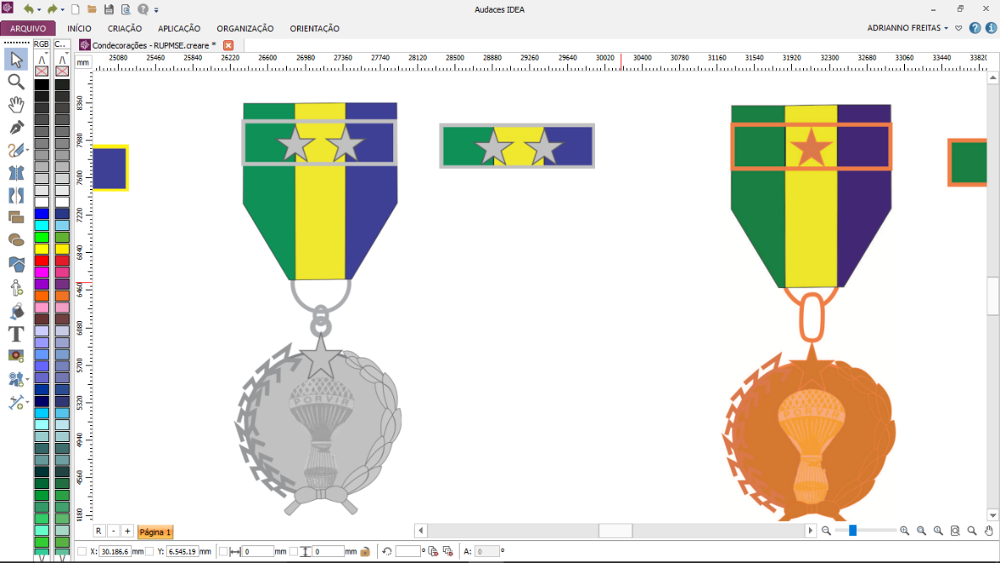 Audaces IDEA
ARQUIVO INÍCIO CRIAÇÃO APLICAÇÃO ORGANIZAÇÃO ORIENTAÇÃO ADRIANNO FREITAS
RGB C... Condecorações - RUPMSE.creare *
mm 25080 25460 25840 26220 26600 26980 27360 27740 28120 28500 28880 29260 29640 30020 30400 30780 31160 31540 31920 32300 32680 33060 33440 33820
8360
7980
7600
7220
6840
6460
6080
5700
5320
4940
4560
4180
PORVIR
PORVIR
T
R - + Página 1
X: 30.186,6 mm Y: 6.545,19 mm 0 mm 0 mm ° A: 0 °